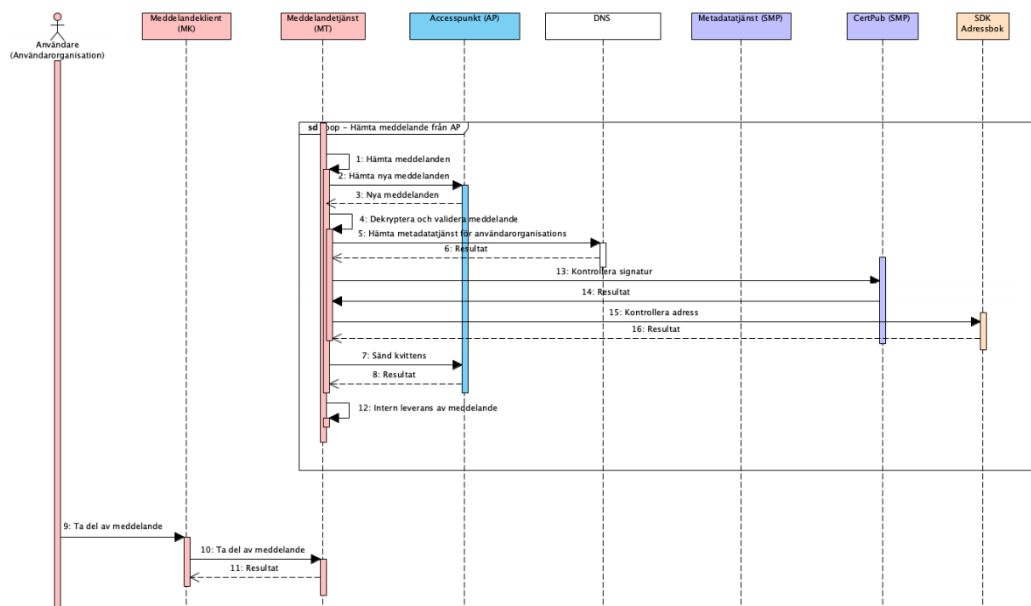 Användare
(Användarorganisation)
Meddelandeklient
(MK)
Meddelandetjänst
(MT)
Accesspunkt (AP)
DNS
Metadatatjänst (SMP)
CertPub (SMP)
SDK
Adressbok
sd oop - Hämta meddelande från AP
1: Hämta meddelanden
2: Hämta nya meddelanden
3: Nya meddelanden
4: Dekryptera och validera meddelande
5: Hämta metadatatjänst för användarorganisations
6: Resultat
13: Kontrollera signatur
14: Resultat
15: Kontrollera adress
16: Resultat
7: Sänd kvittens
8: Resultat
12: Intern leverans av meddelande
9: Ta del av meddelande
10: Ta del av meddelande
11: Resultat